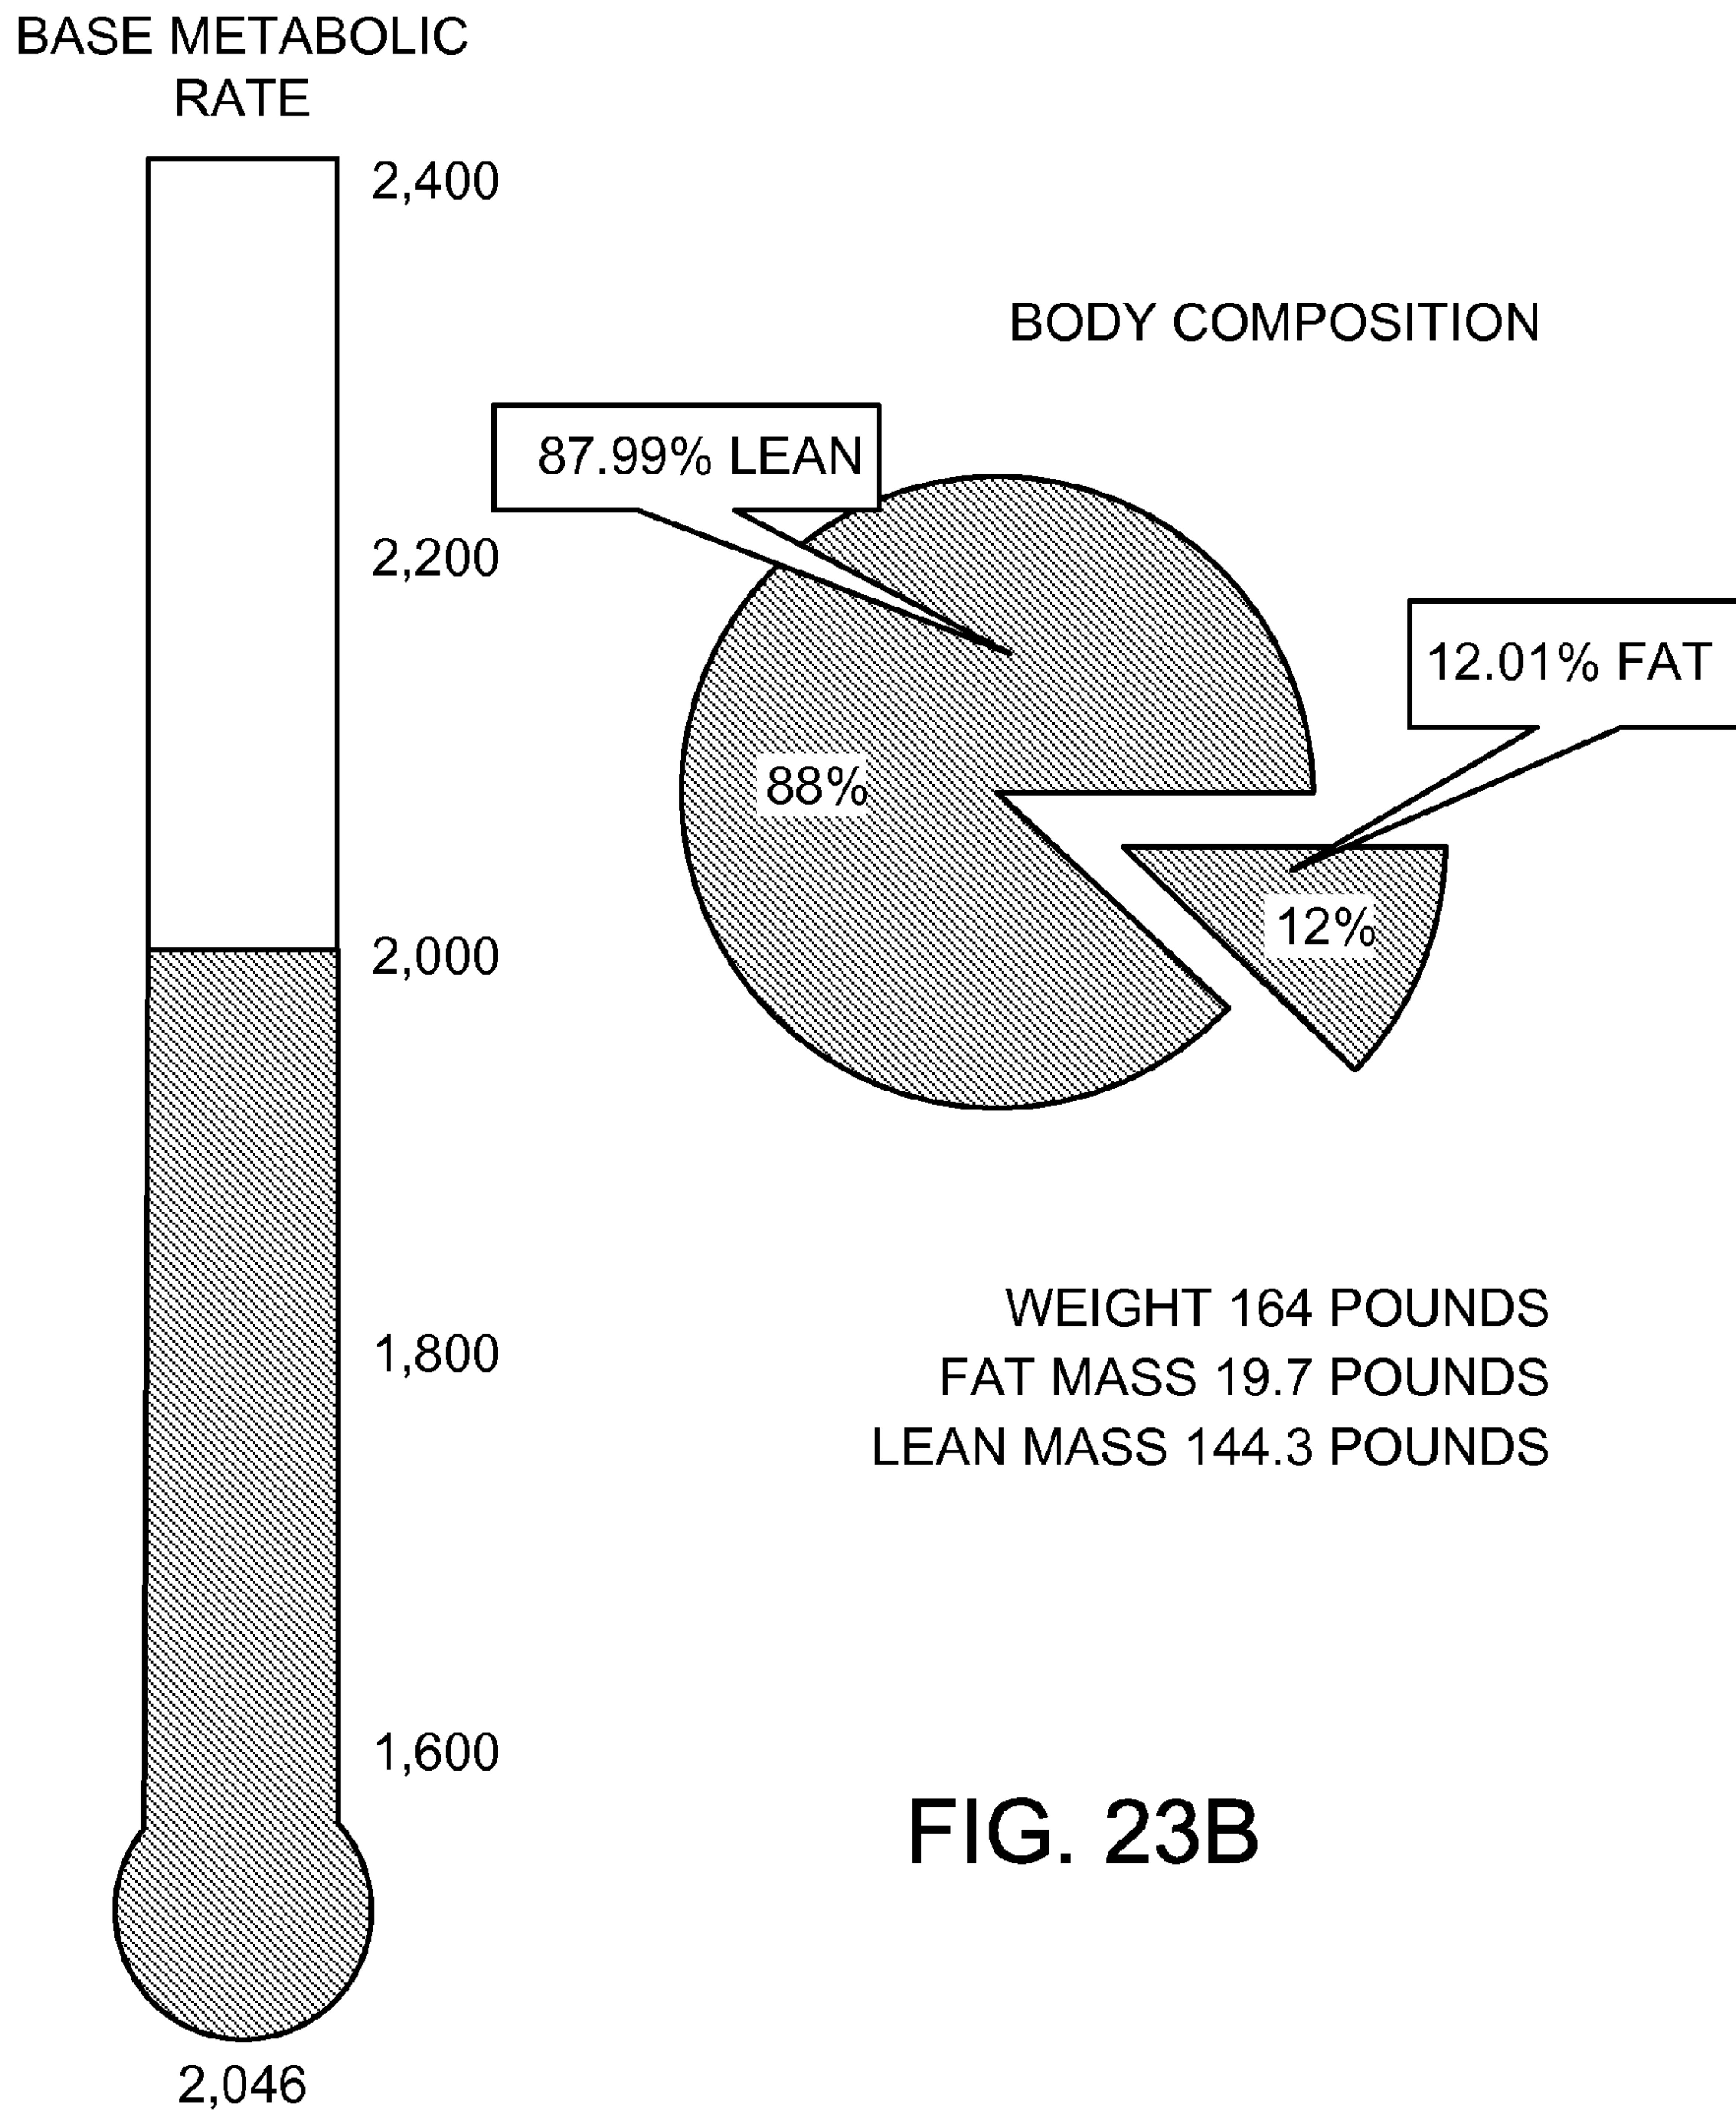 BASE METABOLIC
RATE
2,400
2,200
2,000
1,800
1,600
2,046
BODY COMPOSITION
87.99% LEAN
12.01% FAT
88%
12%
WEIGHT 164 POUNDS
FAT MASS 19.7 POUNDS
LEAN MASS 144.3 POUNDS
FIG. 23B